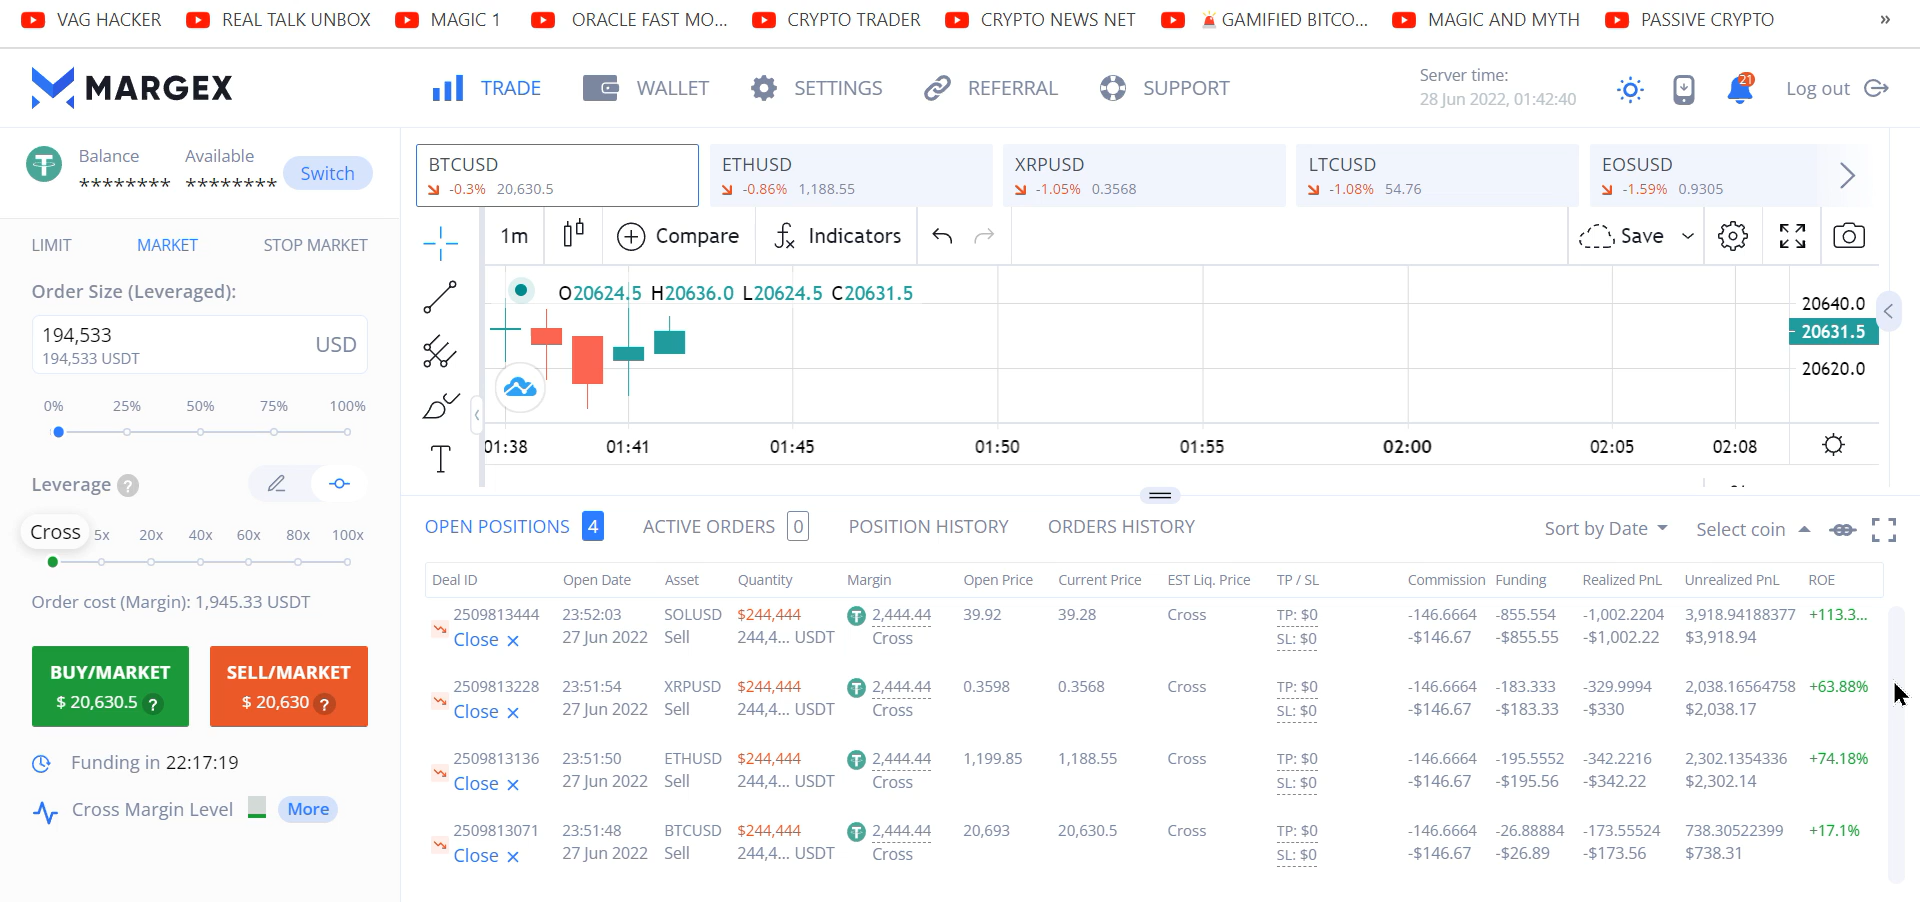 VAG HACKER REAL TALK UNBOX MAGIC 1 ORACLE FAST MO... CRYPTO TRADER CRYPTO NEWS NET 🚨GAMIFIED BITCO... MAGIC AND MYTH PASSIVE CRYPTO »
MARGEX TRADE WALLET SETTINGS REFERRAL SUPPORT
Server time:
28 Jun 2022, 01:42:40
21
Log out
Balance Available
******** ********
Switch
LIMIT MARKET STOP MARKET
Order Size (Leveraged):
194,533
194,533 USDT
USD
0% 25% 50% 75% 100%
Leverage ?
Cross 5x 20x 40x 60x 80x 100x
Order cost (Margin): 1,945.33 USDT
BUY/MARKET
$ 20,630.5 ?
SELL/MARKET
$ 20,630 ?
Funding in 22:17:19
Cross Margin Level More
BTCUSD
-0.3% 20,630.5
ETHUSD
-0.86% 1,188.55
XRPUSD
-1.05% 0.3568
LTCUSD
-1.08% 54.76
EOSUSD
-1.59% 0.9305
1m Compare Indicators Save
T
O20624.5 H20636.0 L20624.5 C20631.5
20640.0
20631.5
20620.0
01:38 01:41 01:45 01:50 01:55 02:00 02:05 02:08
OPEN POSITIONS 4 ACTIVE ORDERS 0 POSITION HISTORY ORDERS HISTORY Sort by Date Select coin
Deal ID Open Date Asset Quantity Margin Open Price Current Price EST Liq. Price TP / SL Commission Funding Realized PnL Unrealized PnL ROE
2509813444 23:52:03 SOLUSD $244,444 2,444.44 39.92 39.28 Cross TP: $0 -146.6664 -855.554 -1,002.2204 3,918.94188377 +113.3...
Close × 27 Jun 2022 Sell 244,4... USDT Cross SL: $0 -$146.67 -$855.55 -$1,002.22 $3,918.94
2509813228 23:51:54 XRPUSD $244,444 2,444.44 0.3598 0.3568 Cross TP: $0 -146.6664 -183.333 -329.9994 2,038.16564758 +63.88%
Close × 27 Jun 2022 Sell 244,4... USDT Cross SL: $0 -$146.67 -$183.33 -$330 $2,038.17
2509813136 23:51:50 ETHUSD $244,444 2,444.44 1,199.85 1,188.55 Cross TP: $0 -146.6664 -195.5552 -342.2216 2,302.1354336 +74.18%
Close × 27 Jun 2022 Sell 244,4... USDT Cross SL: $0 -$146.67 -$195.56 -$342.22 $2,302.14
2509813071 23:51:48 BTCUSD $244,444 2,444.44 20,693 20,630.5 Cross TP: $0 -146.6664 -26.88884 -173.55524 738.30522399 +17.1%
Close × 27 Jun 2022 Sell 244,4... USDT Cross SL: $0 -$146.67 -$26.89 -$173.56 $738.31